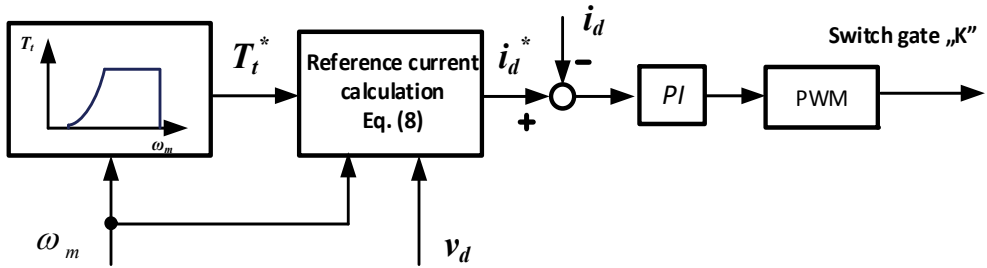 T_t
ω_m
T_t^*
Reference current
calculation
Eq. (8)
i_d^*
i_d
-
+
PI
PWM
Switch gate „K”
ω_m
v_d